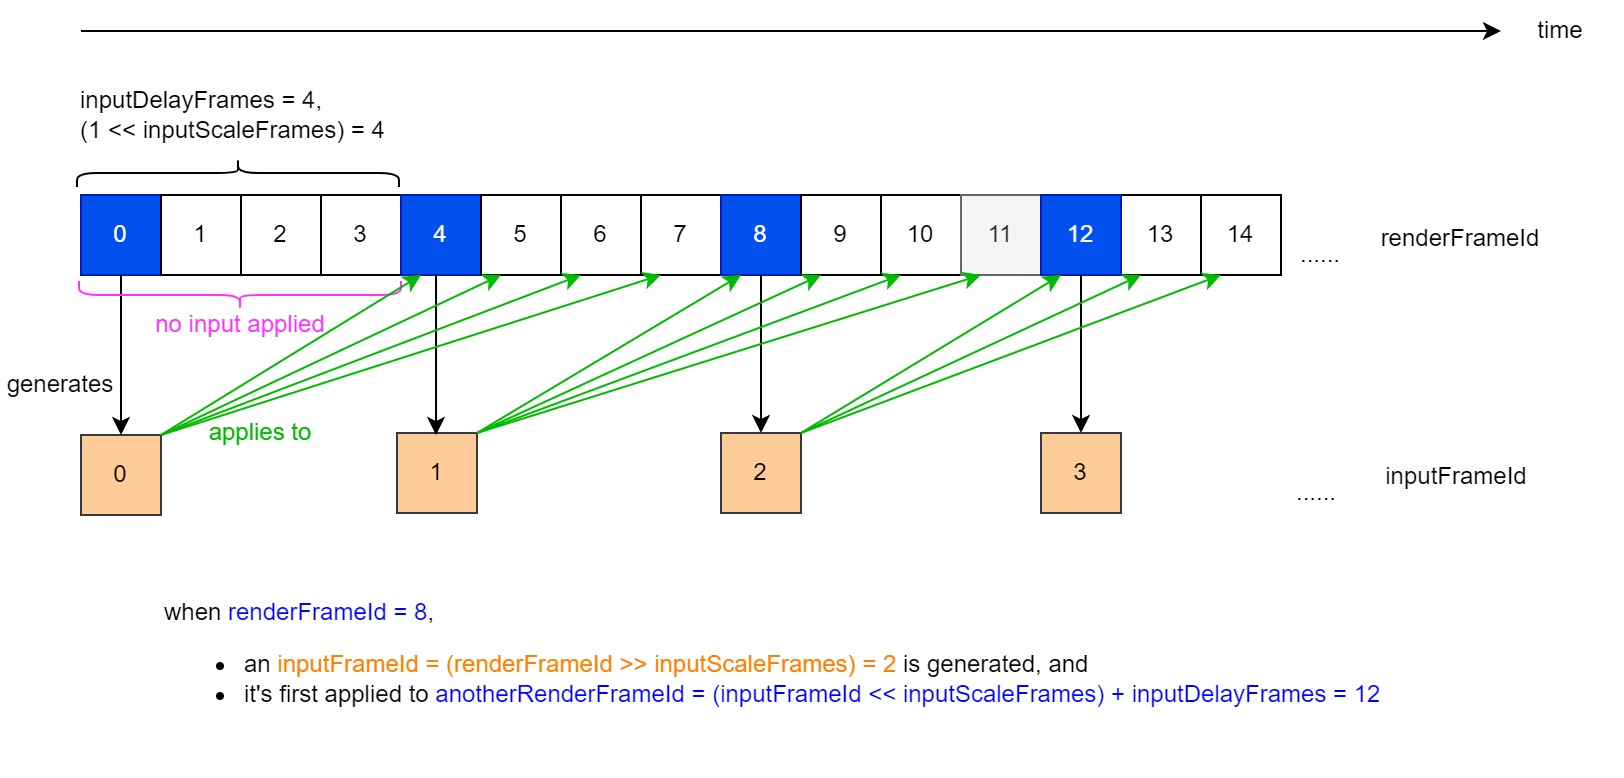 time
inputDelayFrames = 4,
(1 << inputScaleFrames) = 4
0 1 2 3 4 5 6 7 8 9 10 11 12 13 14 ...... renderFrameId
no input applied
generates
applies to
0 1 2 3 ...... inputFrameId
when renderFrameId = 8,
• an inputFrameId = (renderFrameId >> inputScaleFrames) = 2 is generated, and
• it's first applied to anotherRenderFrameId = (inputFrameId << inputScaleFrames) + inputDelayFrames = 12